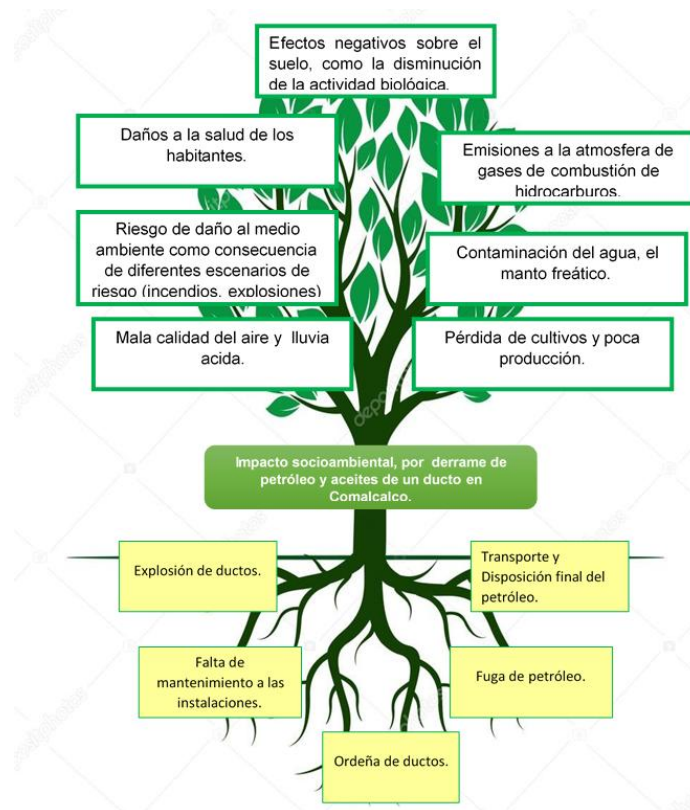 Efectos negativos sobre el
suelo, como la disminución
de la actividad biológica.
Daños a la salud de los
habitantes.
Emisiones a la atmosfera de
gases de combustión de
hidrocarburos.
Riesgo de daño al medio
ambiente como consecuencia
de diferentes escenarios de
riesgo (incendios, explosiones)
Contaminación del agua, el
manto freático.
Mala calidad del aire y lluvia
acida.
Pérdida de cultivos y poca
producción.
Impacto socioambiental, por derrame de
petróleo y aceites de un ducto en
Comalcalco.
Explosión de ductos.
Transporte y
Disposición final del
petróleo.
Falta de
mantenimiento a las
instalaciones.
Fuga de petróleo.
Ordeña de ductos.